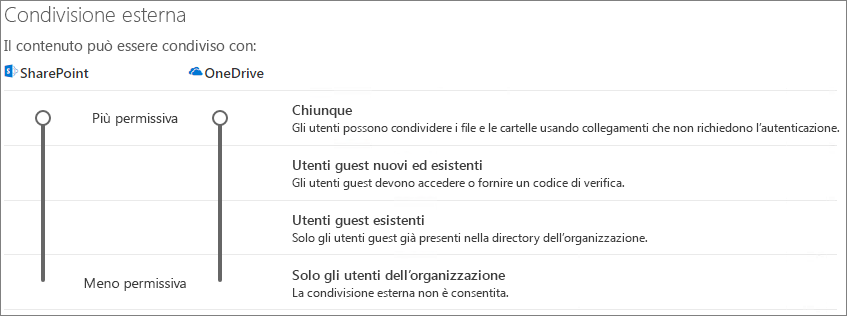 Condivisione esterna
Il contenuto può essere condiviso con:
SharePoint OneDrive
Più permissiva
Chiunque
Gli utenti possono condividere i file e le cartelle usando collegamenti che non richiedono l'autenticazione.
Utenti guest nuovi ed esistenti
Gli utenti guest devono accedere o fornire un codice di verifica.
Utenti guest esistenti
Solo gli utenti guest già presenti nella directory dell'organizzazione.
Meno permissiva
Solo gli utenti dell'organizzazione
La condivisione esterna non è consentita.